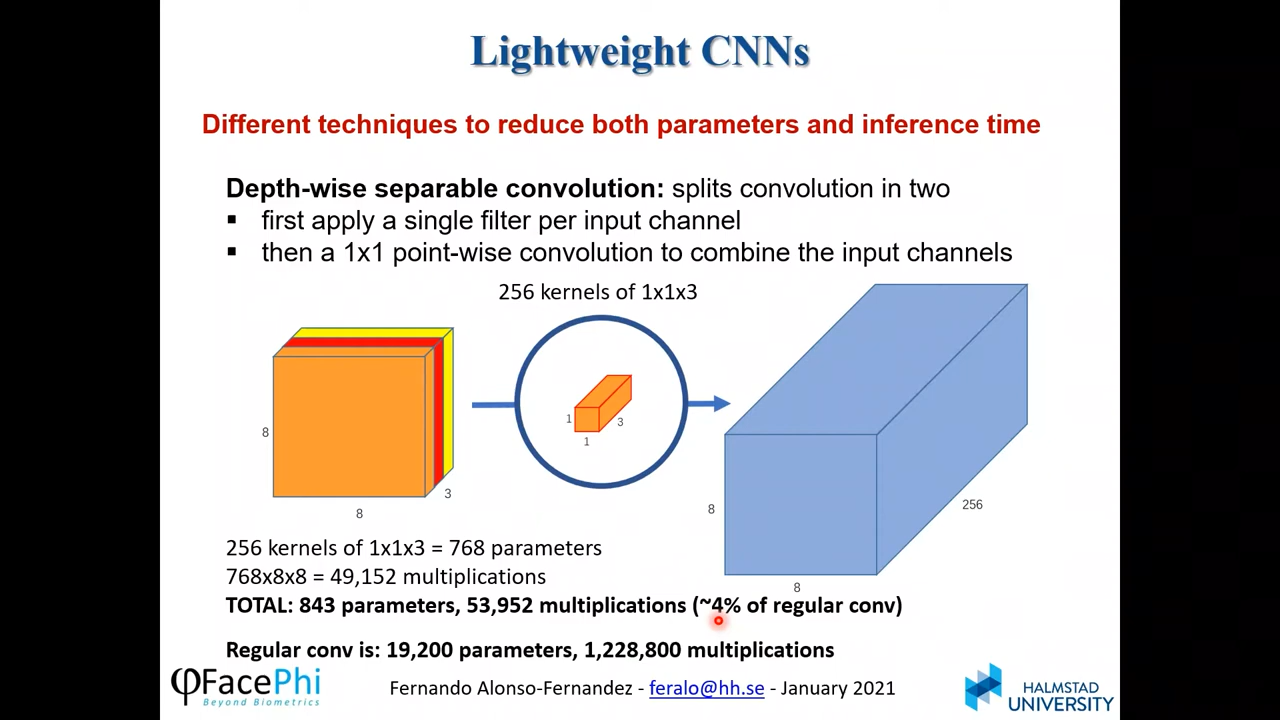 Lightweight CNNs
Different techniques to reduce both parameters and inference time
Depth-wise separable convolution: splits convolution in two
▪ first apply a single filter per input channel
▪ then a 1x1 point-wise convolution to combine the input channels
256 kernels of 1x1x3
8
8
3
1
1
3
8
8
256
256 kernels of 1x1x3 = 768 parameters
768x8x8 = 49,152 multiplications
TOTAL: 843 parameters, 53,952 multiplications (~4% of regular conv)
Regular conv is: 19,200 parameters, 1,228,800 multiplications
φFacePhi
Beyond Biometrics
Fernando Alonso-Fernandez - feralo@hh.se - January 2021
HALMSTAD
UNIVERSITY